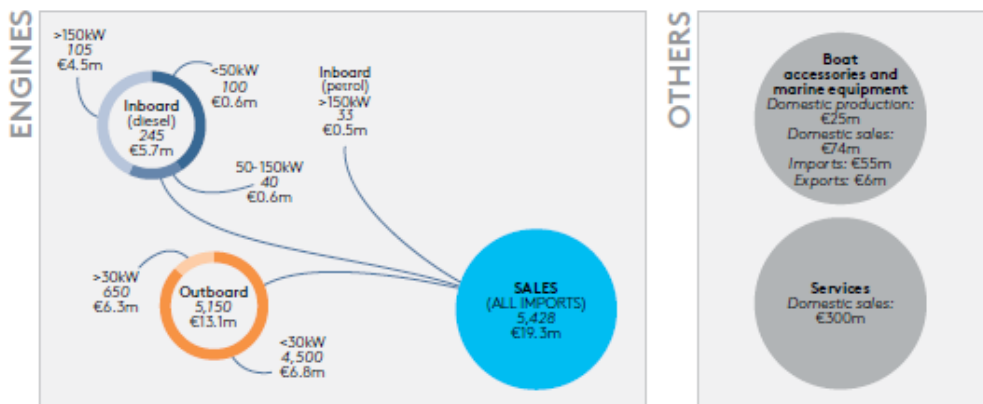 ENGINES
>150kW
105
€4.5m
<50kW
100
€0.6m
Inboard
(diesel)
245
€5.7m
50-150kW
40
€0.6m
Inboard
(petrol)
>150kW
33
€0.5m
>30kW
650
€6.3m
Outboard
5,150
€13.1m
<30kW
4,500
€6.8m
SALES
(ALL IMPORTS)
5,428
€19.3m
OTHERS
Boat
accessories and
marine equipment
Domestic production:
€25m
Domestic sales:
€74m
Imports: €55m
Exports: €6m
Services
Domestic sales:
€300m